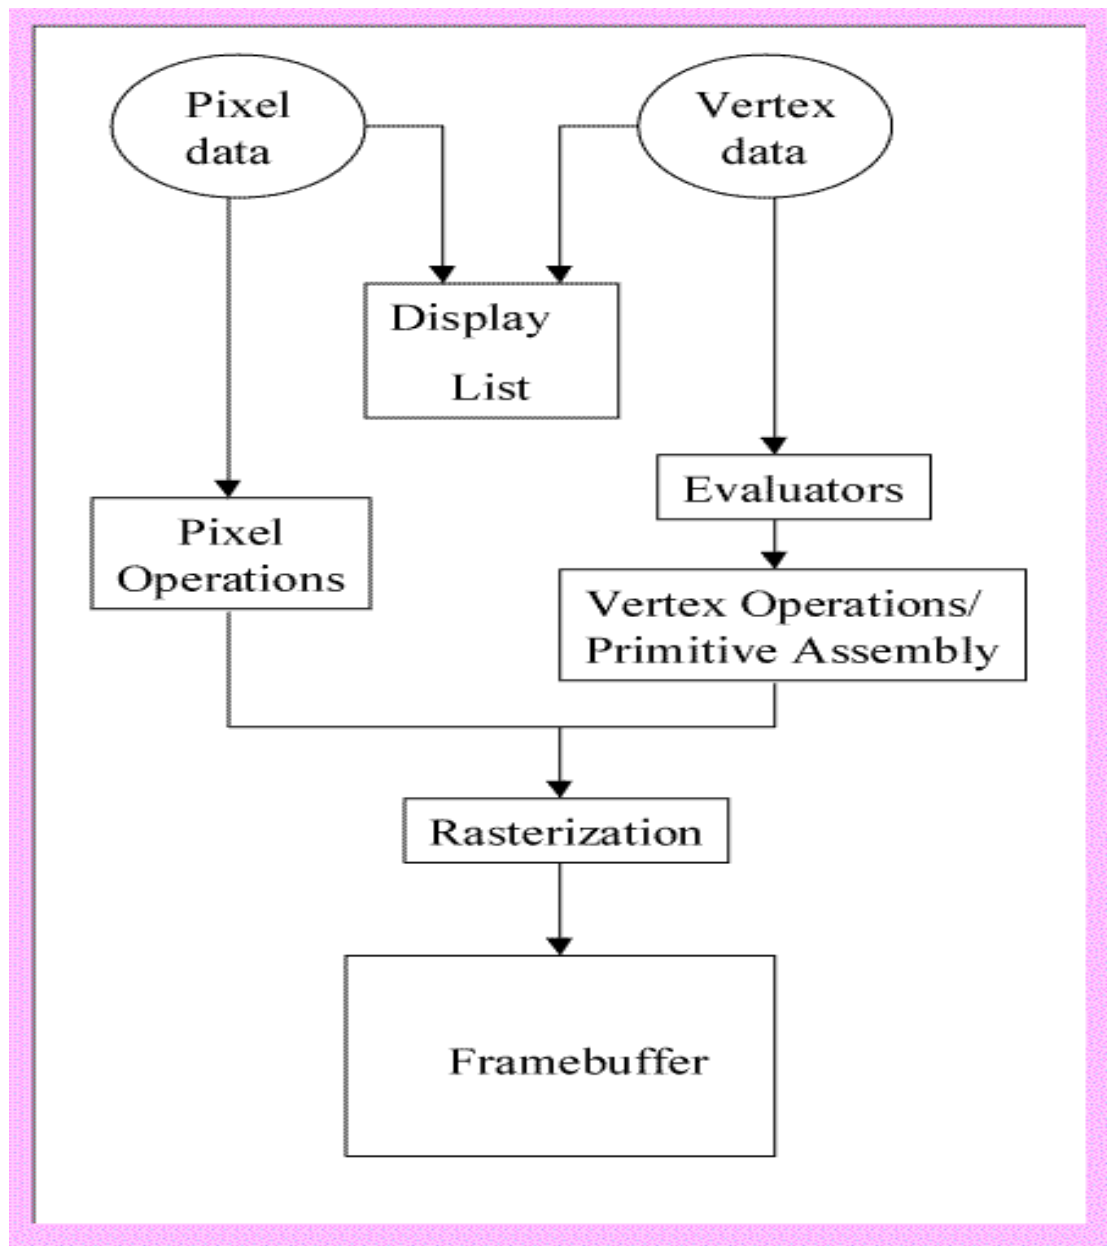 Pixel
data
Vertex
data
Display
List
Evaluators
Pixel
Operations
Vertex Operations/
Primitive Assembly
Rasterization
Framebuffer